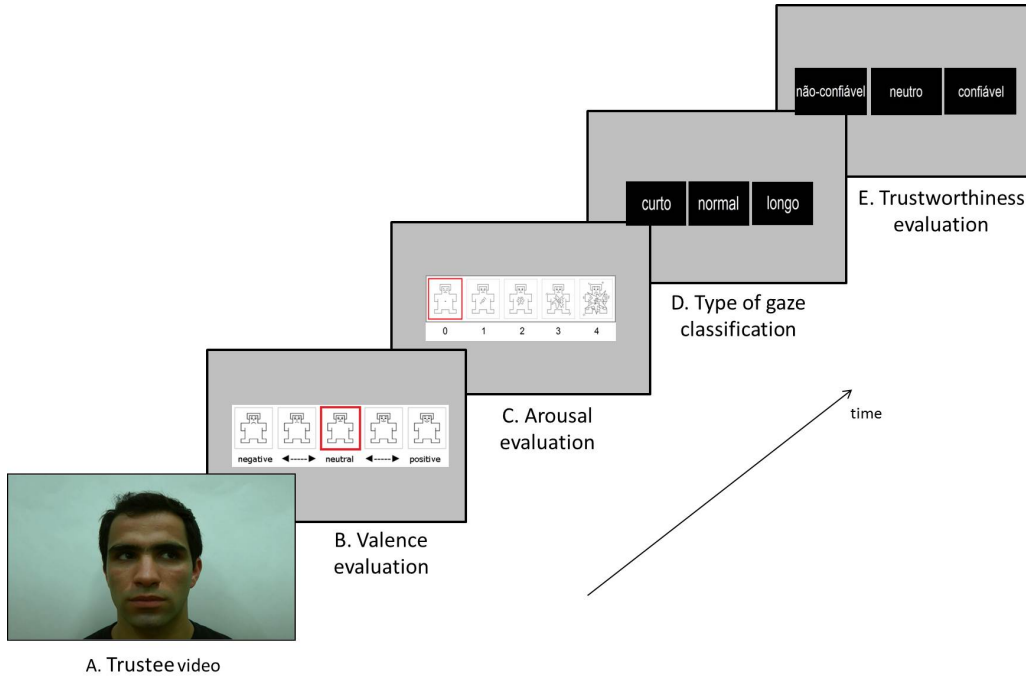 não-confiável neutro confiável
E. Trustworthiness
evaluation
curto normal longo
D. Type of gaze
classification
0 1 2 3 4
C. Arousal
evaluation
time
negative neutral positive
B. Valence
evaluation
A. Trustee video